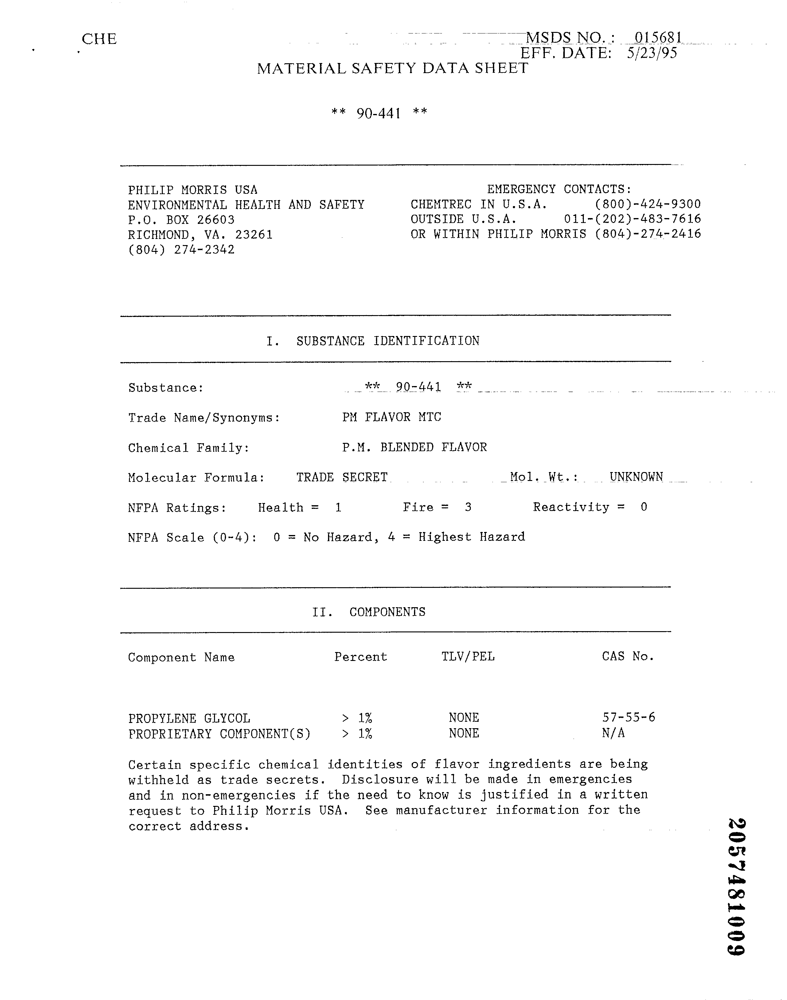 CHE
MSDS NO.: 015681
EFF. DATE: 5/23/95
MATERIAL SAFETY DATA SHEET
** 90-441 **
PHILIP MORRIS USA
ENVIRONMENTAL HEALTH AND SAFETY
P.O. BOX 26603
RICHMOND, VA. 23261
(804) 274-2342
EMERGENCY CONTACTS:
CHEMTREC IN U.S.A. (800)-424-9300
OUTSIDE U.S.A. 011-(202)-483-7616
OR WITHIN PHILIP MORRIS (804)-274-2416
I. SUBSTANCE IDENTIFICATION
Substance: ** 90-441 **
Trade Name/Synonyms: PM FLAVOR MTC
Chemical Family: P.M. BLENDED FLAVOR
Molecular Formula: TRADE SECRET Mol. Wt.: UNKNOWN
NFPA Ratings: Health = 1 Fire = 3 Reactivity = 0
NFPA Scale (0-4): 0 = No Hazard, 4 = Highest Hazard
II. COMPONENTS
Component Name Percent TLV/PEL CAS No.
PROPYLENE GLYCOL > 1% NONE 57-55-6
PROPRIETARY COMPONENT(S) > 1% NONE N/A
Certain specific chemical identities of flavor ingredients are being
withheld as trade secrets. Disclosure will be made in emergencies
and in non-emergencies if the need to know is justified in a written
request to Philip Morris USA. See manufacturer information for the
correct address.
2057481009